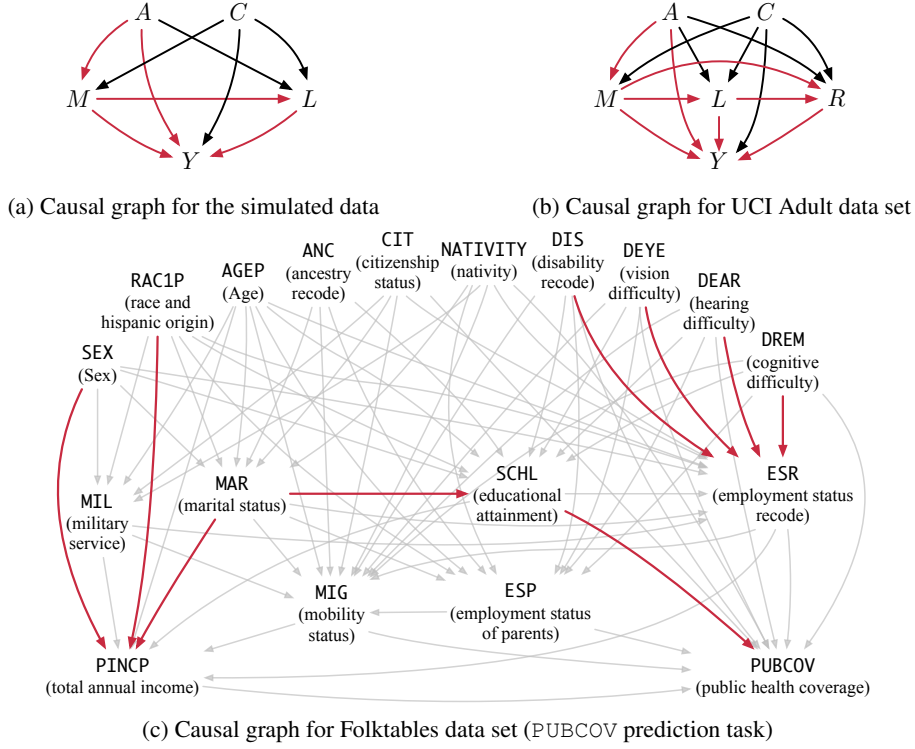 A
C
M
L
Y
(a) Causal graph for the simulated data
A
C
M
L
R
Y
(b) Causal graph for UCI Adult data set
RAC1P
(race and
hispanic origin)
AGEP
(Age)
ANC
(ancestry
recode)
CIT
(citizenship
status)
NATIVITY
(nativity)
DIS
(disability
recode)
DEYE
(vision
difficulty)
DEAR
(hearing
difficulty)
DREM
(cognitive
difficulty)
SEX
(Sex)
MIL
(military
service)
MAR
(marital status)
SCHL
(educational
attainment)
ESR
(employment status
recode)
MIG
(mobility
status)
ESP
(employment status
of parents)
PINCP
(total annual income)
PUBCOV
(public health coverage)
(c) Causal graph for Folktables data set (PUBCOV prediction task)